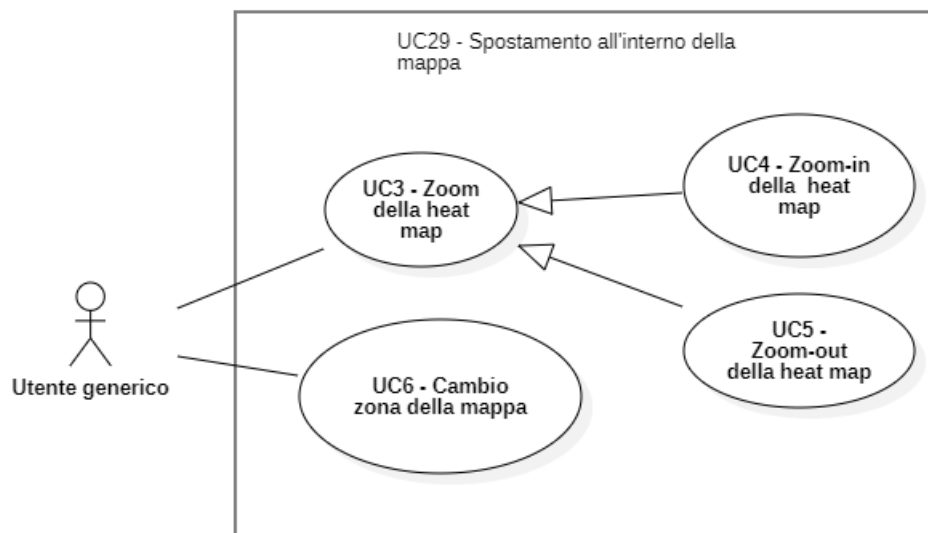 UC29 - Spostamento all'interno della
mappa
UC3 - Zoom
della heat
map
UC4 - Zoom-in
della heat
map
UC5 -
Zoom-out
della heat map
UC6 - Cambio
zona della mappa
Utente generico